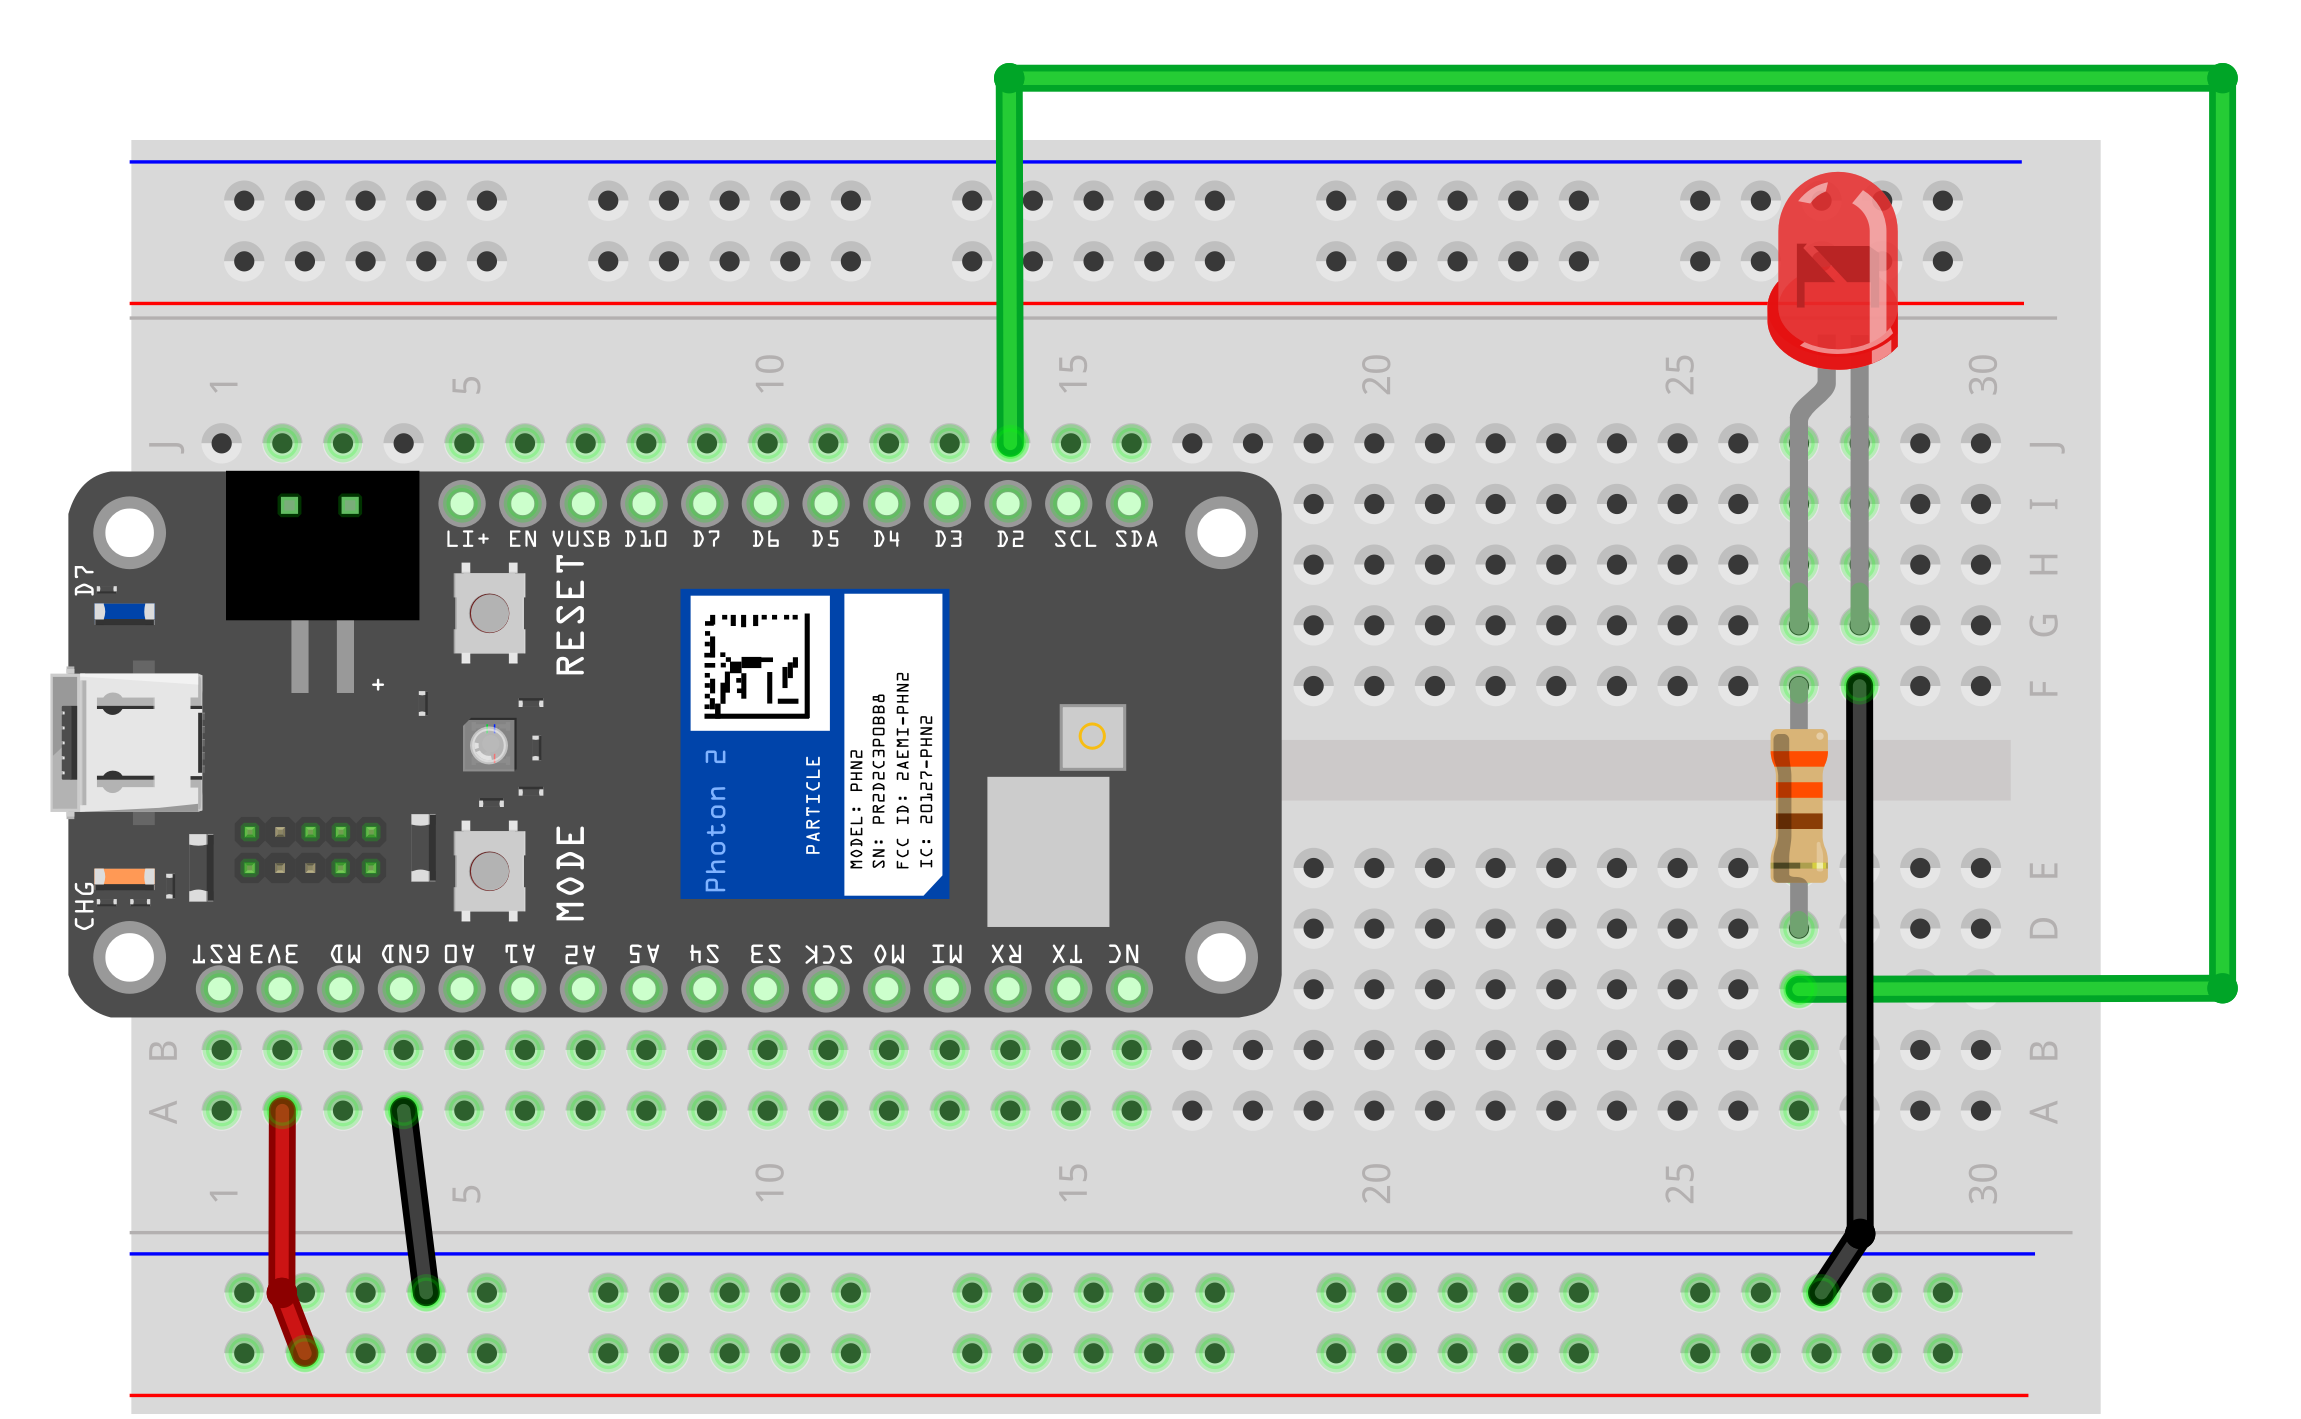 1 5 10 15 20 25 30
J J
I
H
G
F
E
D
B B
A A
LI+ EN VUSB D10 D7 D6 D5 D4 D3 D2 SCL SDA
D7
RESET
+
Photon 2
PARTICLE
MODEL: PHN2
SN: PR2D2C3POBB8
FCC ID: 2AEMI-PHN2
IC: 20127-PHN2
MODE
CHG
RST 3V3 MD GND A0 A1 A2 A5 S4 S3 SCK MO MI RX TX NC
1 5 10 15 20 25 30